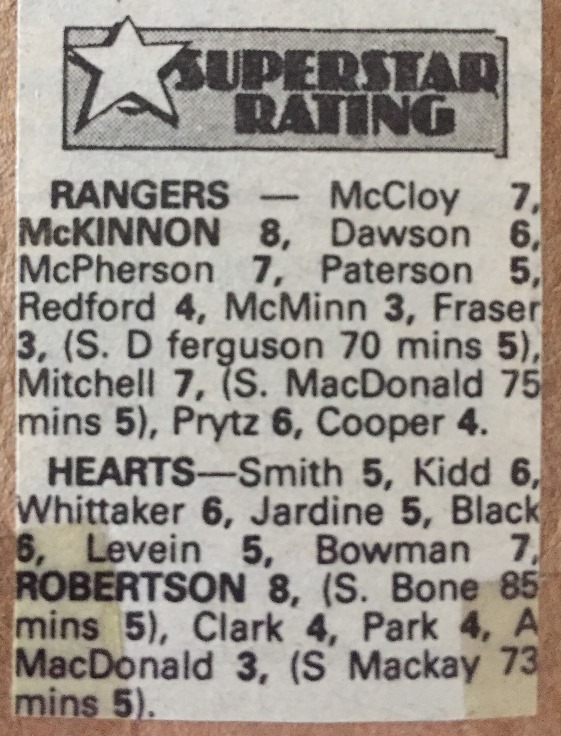 SUPERSTAR
RATING
RANGERS — McCloy 7,
McKINNON 8, Dawson 6,
McPherson 7, Paterson 5,
Redford 4, McMinn 3, Fraser
3, (S. D ferguson 70 mins 5),
Mitchell 7, (S. MacDonald 75
mins 5), Prytz 6, Cooper 4.
HEARTS—Smith 5, Kidd 6,
Whittaker 6, Jardine 5, Black
6, Levein 5, Bowman 7,
ROBERTSON 8, (S. Bone 85
mins 5), Clark 4, Park 4, A
MacDonald 3, (S Mackay 73
mins 5).